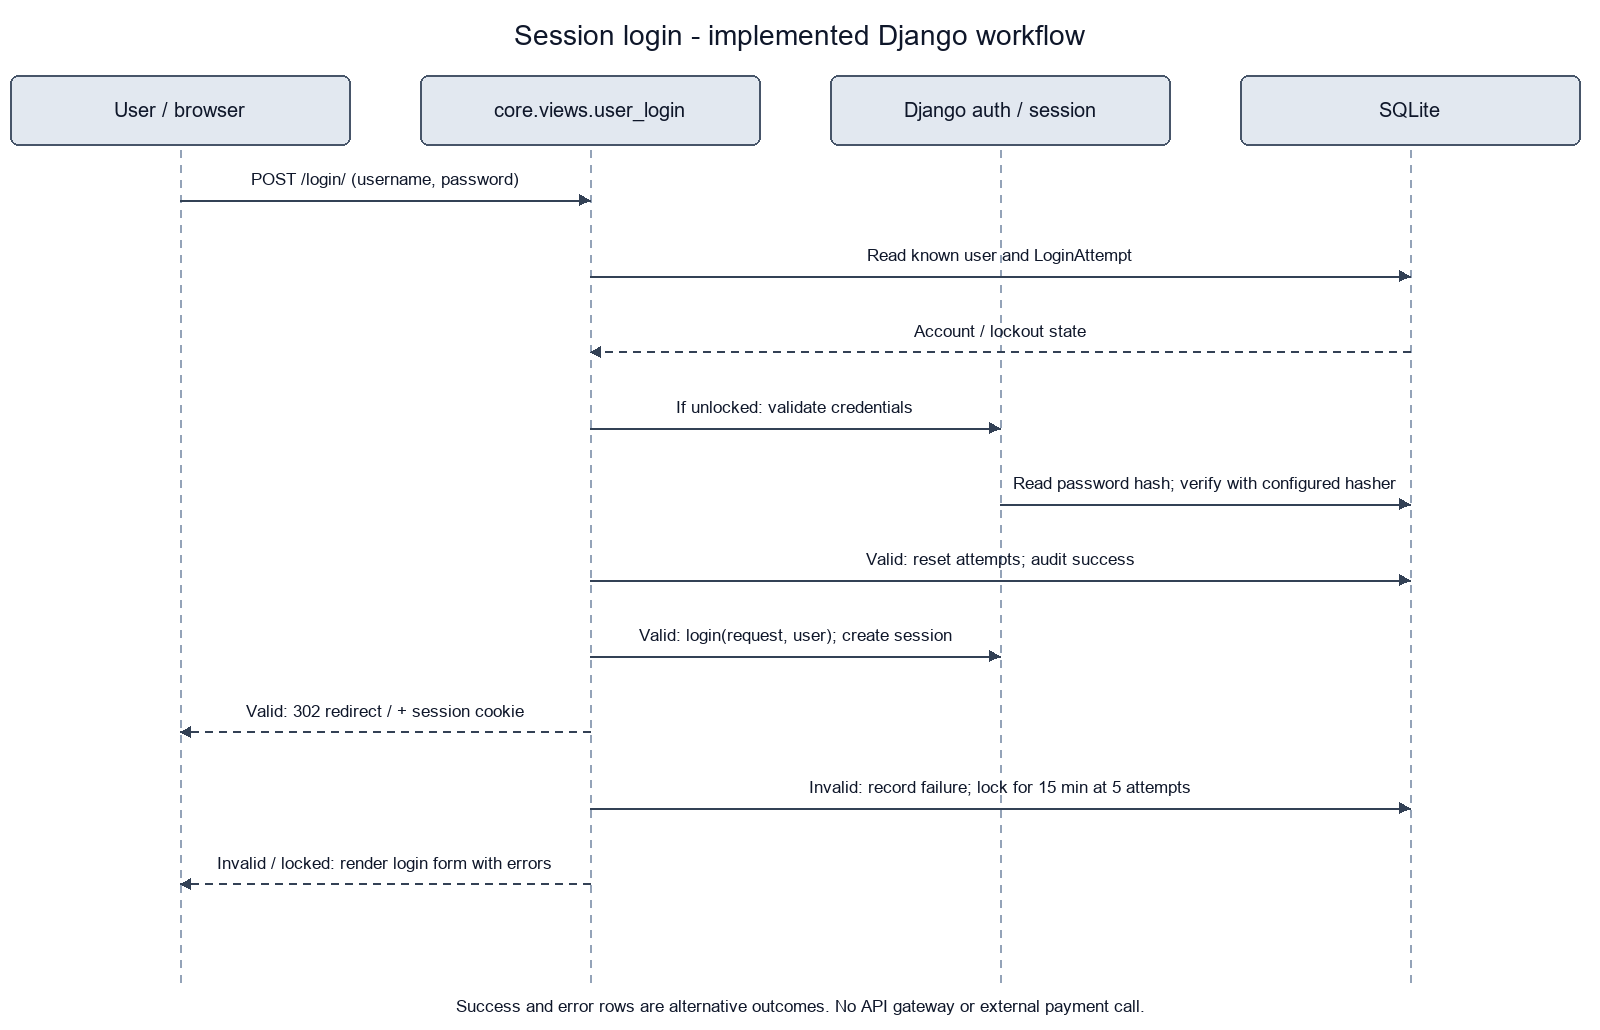 Session login - implemented Django workflow
User / browser
core.views.user_login
Django auth / session
SQLite
POST /login/ (username, password)
Read known user and LoginAttempt
Account / lockout state
If unlocked: validate credentials
Read password hash; verify with configured hasher
Valid: reset attempts; audit success
Valid: login(request, user); create session
Valid: 302 redirect / + session cookie
Invalid: record failure; lock for 15 min at 5 attempts
Invalid / locked: render login form with errors
Success and error rows are alternative outcomes. No API gateway or external payment call.